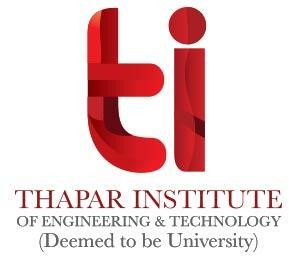 ti
THAPAR INSTITUTE
OF ENGINEERING & TECHNOLOGY
(Deemed to be University)